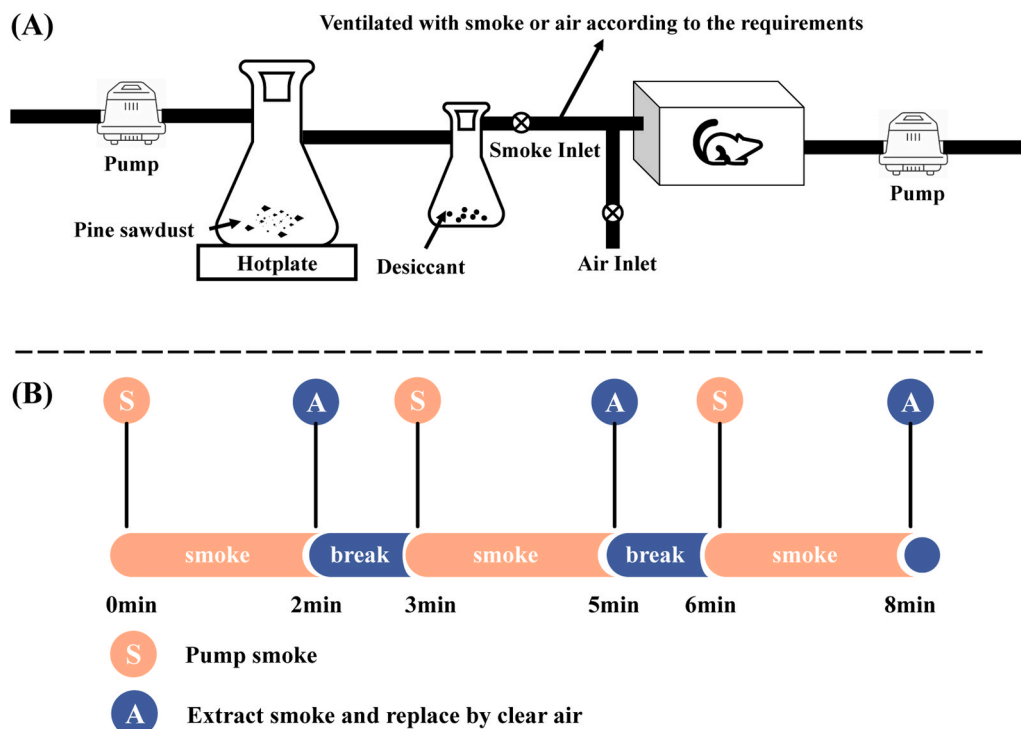 (A)
Ventilated with smoke or air according to the requirements
Pump
Smoke Inlet
Pump
Pine sawdust
Hotplate
Desiccant
Air Inlet
(B)
S A S A S A
smoke break smoke break smoke
0min 2min 3min 5min 6min 8min
S Pump smoke
A Extract smoke and replace by clear air